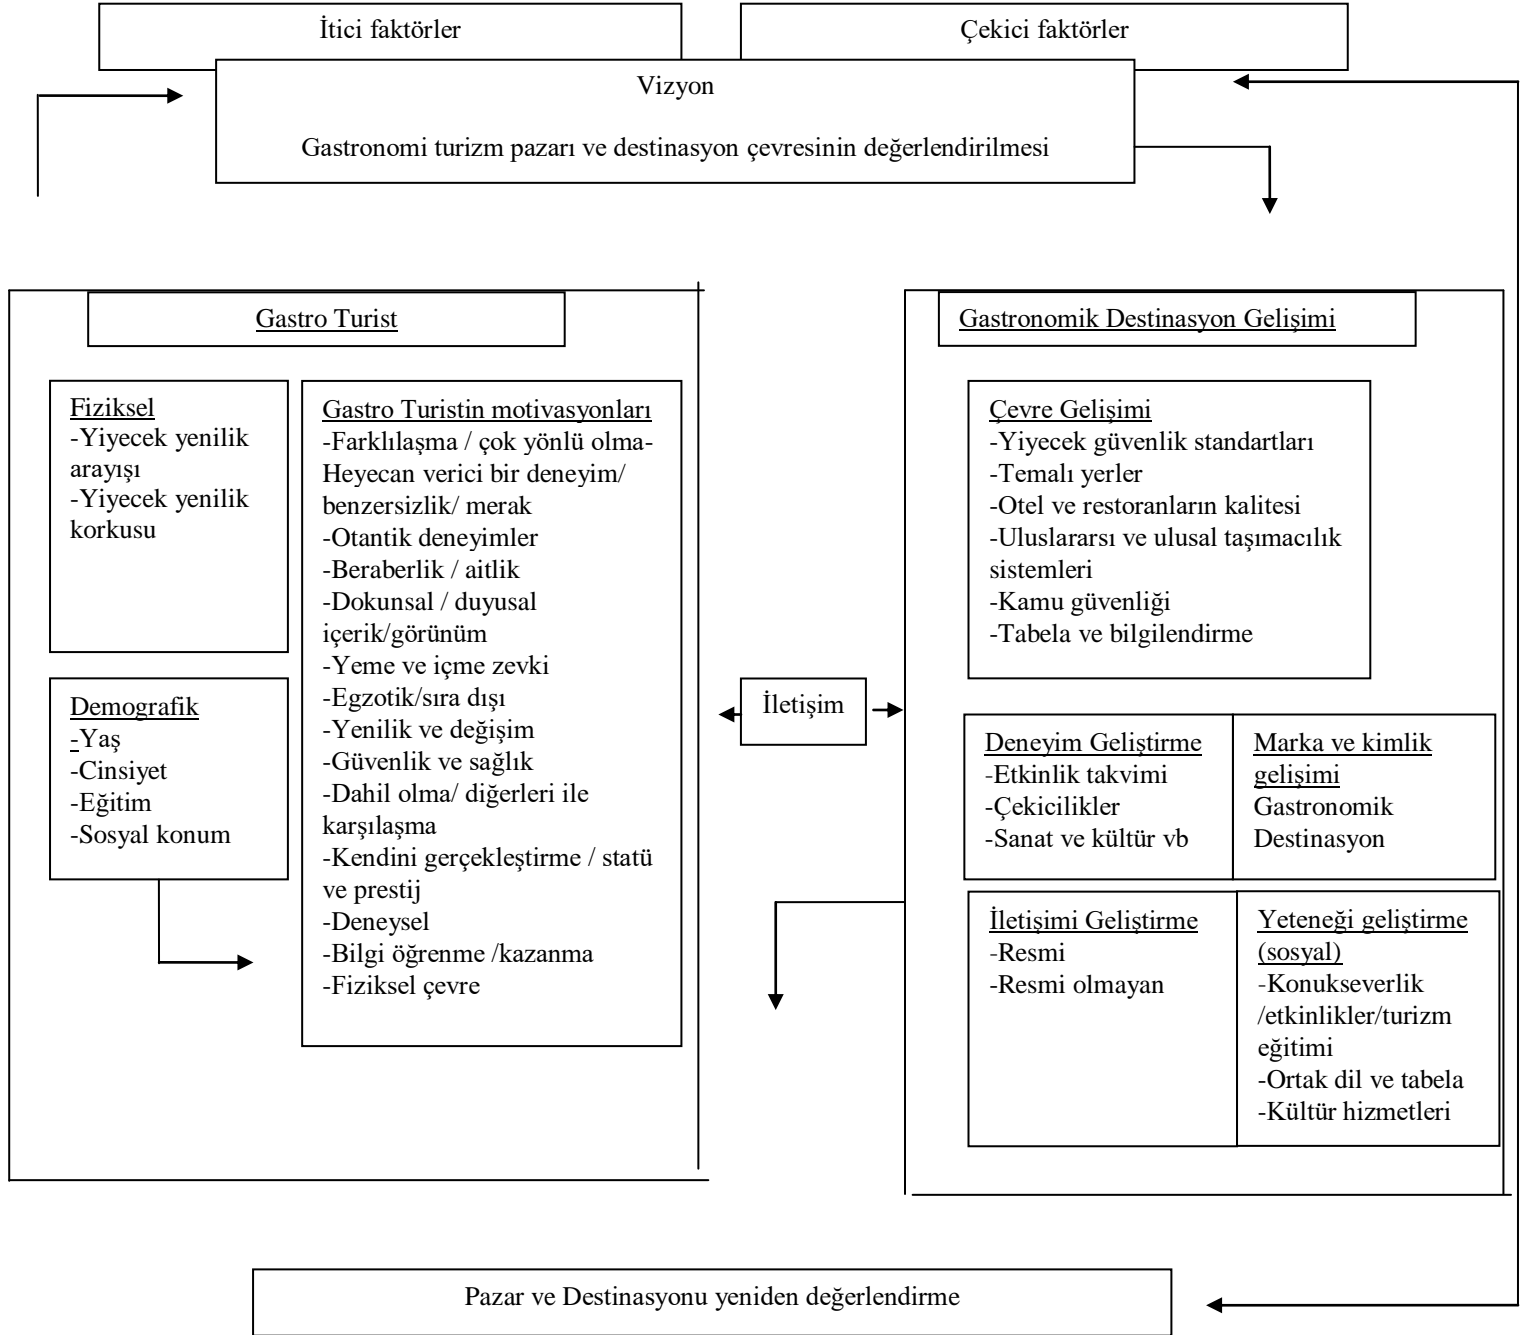 İtici faktörler
Çekici faktörler
Vizyon
Gastronomi turizm pazarı ve destinasyon çevresinin değerlendirilmesi
Gastro Turist
Fiziksel
-Yiyecek yenilik
arayışı
-Yiyecek yenilik
korkusu
Demografik
-Yaş
-Cinsiyet
-Eğitim
-Sosyal konum
Gastro Turistin motivasyonları
-Farklılaşma / çok yönlü olma-
Heyecan verici bir deneyim/
benzersizlik/ merak
-Otantik deneyimler
-Beraberlik / aitlik
-Dokunsal / duyusal
içerik/görünüm
-Yeme ve içme zevki
-Egzotik/sıra dışı
-Yenilik ve değişim
-Güvenlik ve sağlık
-Dahil olma/ diğerleri ile
karşılaşma
-Kendini gerçekleştirme / statü
ve prestij
-Deneysel
-Bilgi öğrenme /kazanma
-Fiziksel çevre
İletişim
Gastronomik Destinasyon Gelişimi
Çevre Gelişimi
-Yiyecek güvenlik standartları
-Temalı yerler
-Otel ve restoranların kalitesi
-Uluslararsı ve ulusal taşımacılık
sistemleri
-Kamu güvenliği
-Tabela ve bilgilendirme
Deneyim Geliştirme
-Etkinlik takvimi
-Çekicilikler
-Sanat ve kültür vb
Marka ve kimlik
gelişimi
Gastronomik
Destinasyon
İletişimi Geliştirme
-Resmi
-Resmi olmayan
Yeteneği geliştirme
(sosyal)
-Konukseverlik
/etkinlikler/turizm
eğitimi
-Ortak dil ve tabela
-Kültür hizmetleri
Pazar ve Destinasyonu yeniden değerlendirme